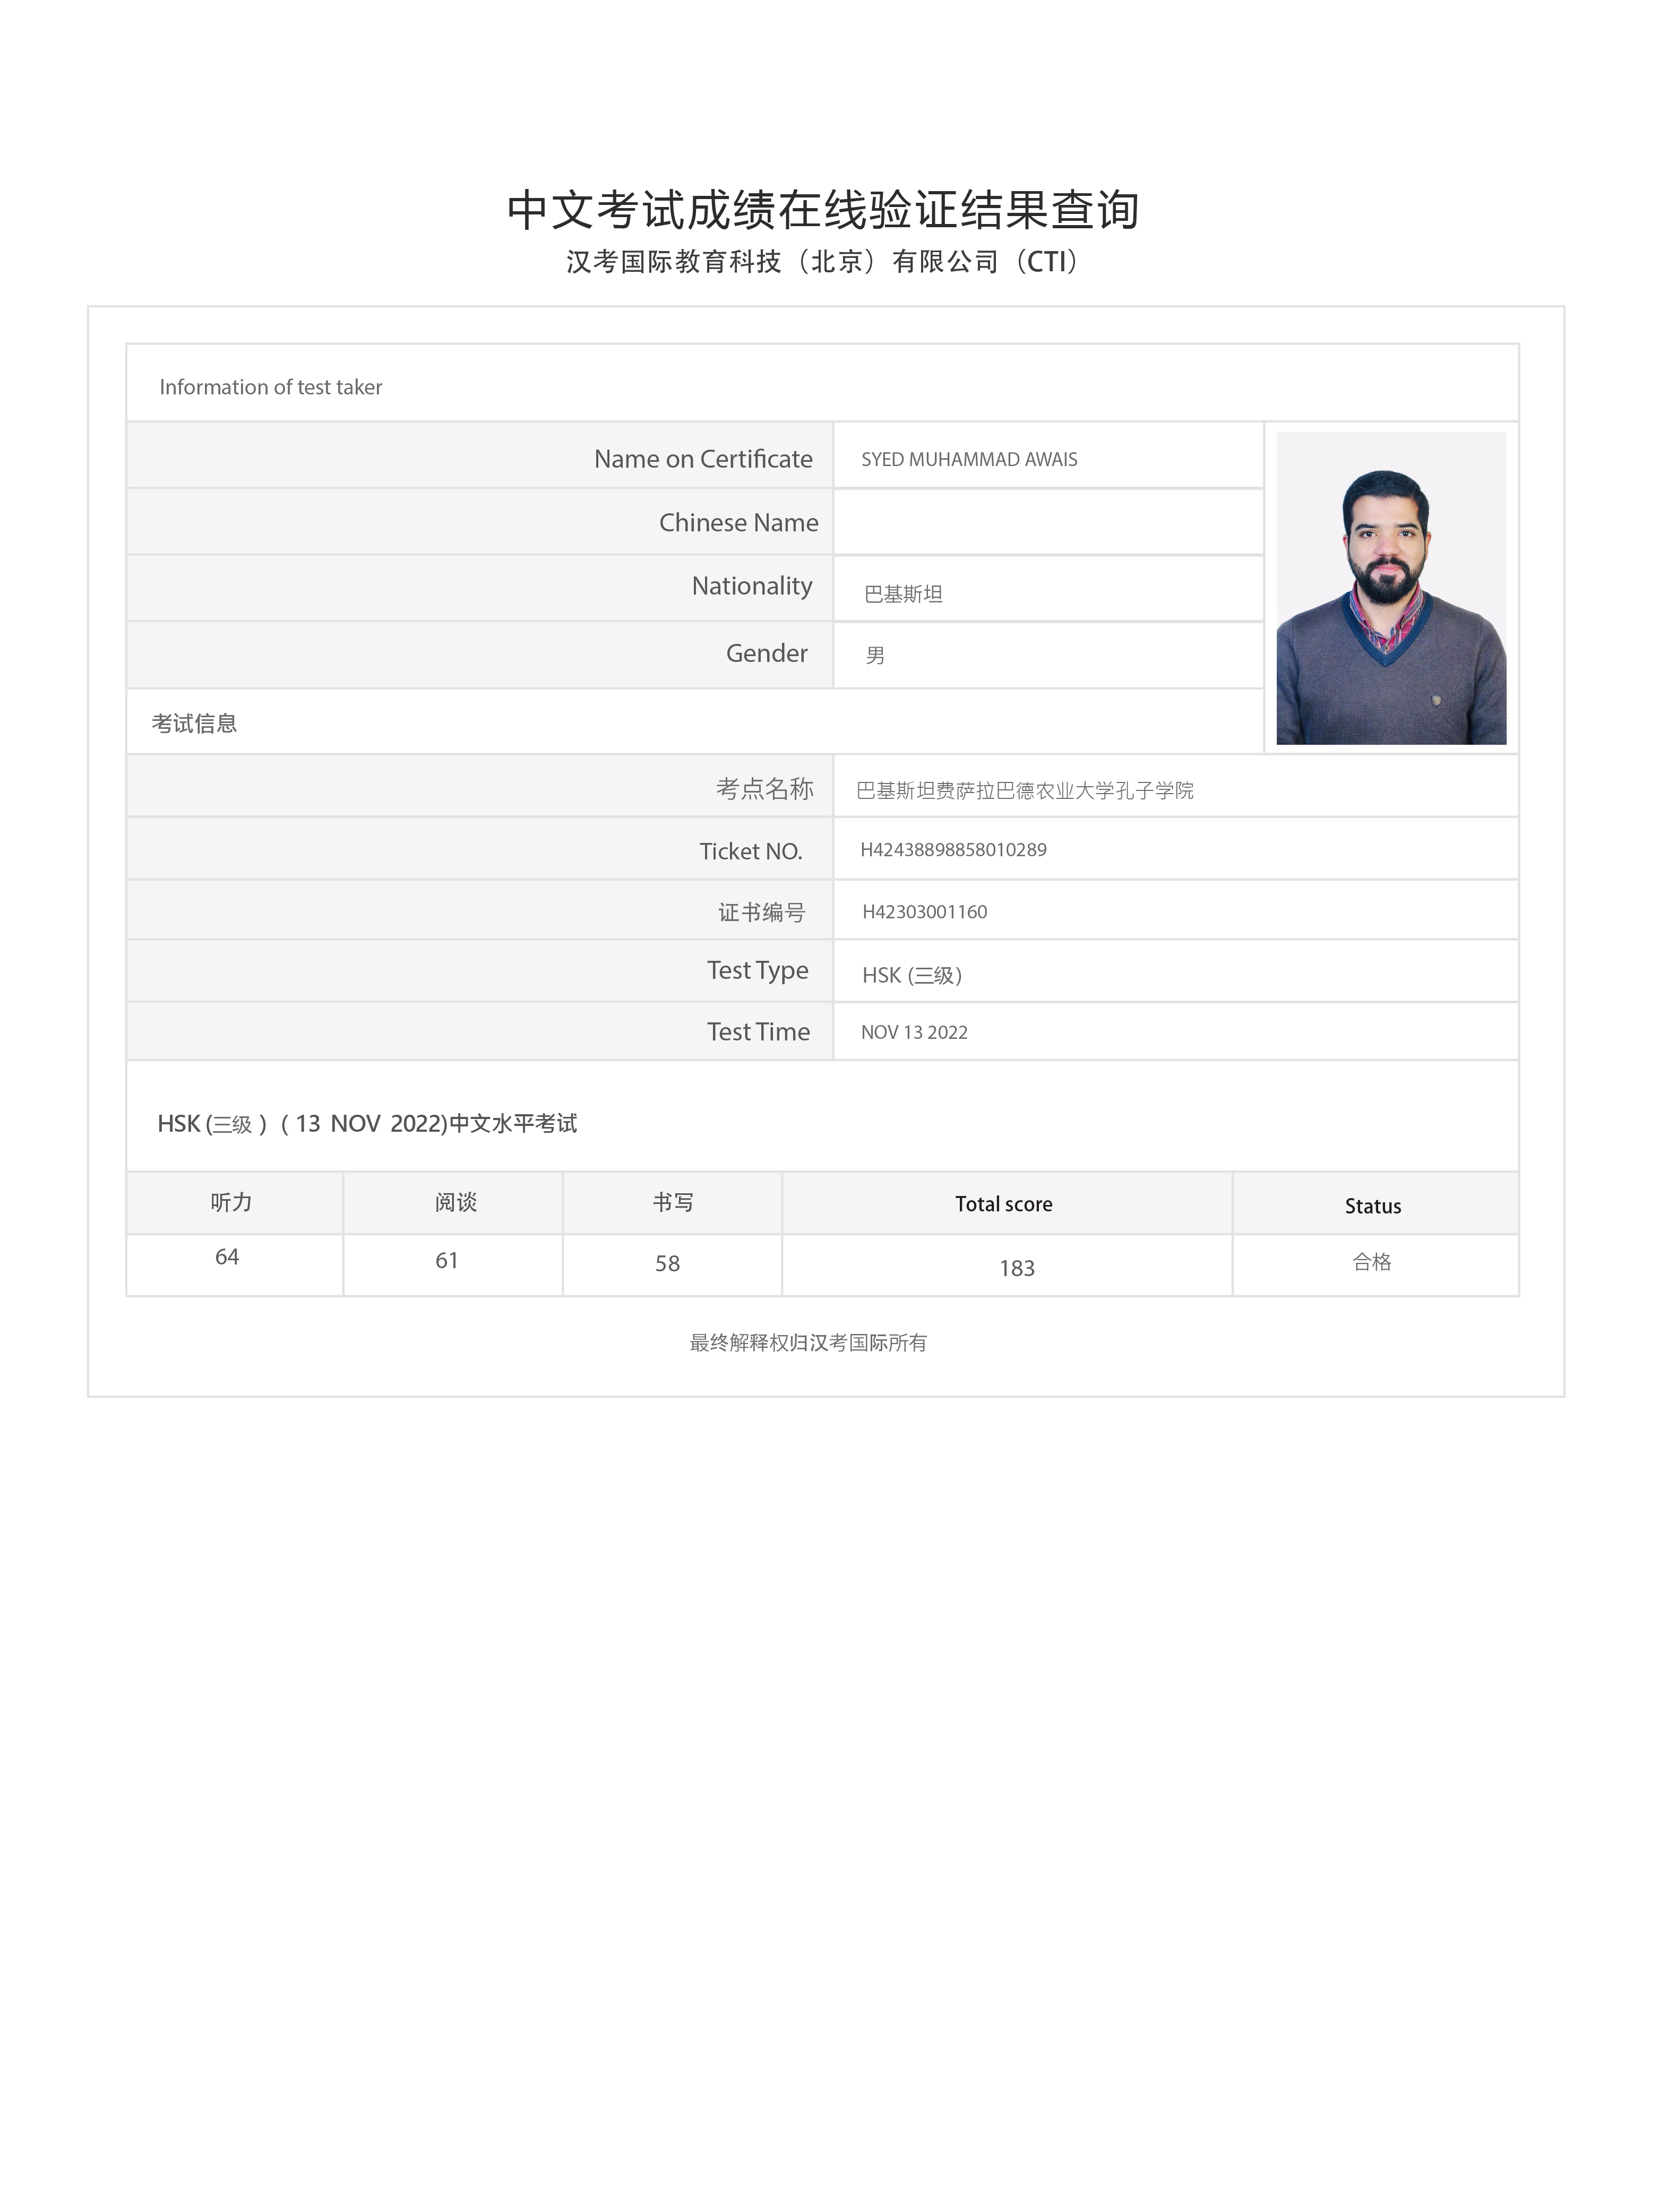 中文考试成绩在线验证结果查询
汉考国际教育科技（北京）有限公司（CTI）
Information of test taker
Name on Certificate SYED MUHAMMAD AWAIS
Chinese Name
Nationality 巴基斯坦
Gender 男
考试信息
考点名称 巴基斯坦费萨拉巴德农业大学孔子学院
Ticket NO. H42438898858010289
证书编号 H42303001160
Test Type HSK (三级)
Test Time NOV 13 2022
HSK (三级 ) ( 13 NOV 2022)中文水平考试
听力 阅谈 书写 Total score Status
64 61 58 183 合格
最终解释权归汉考国际所有